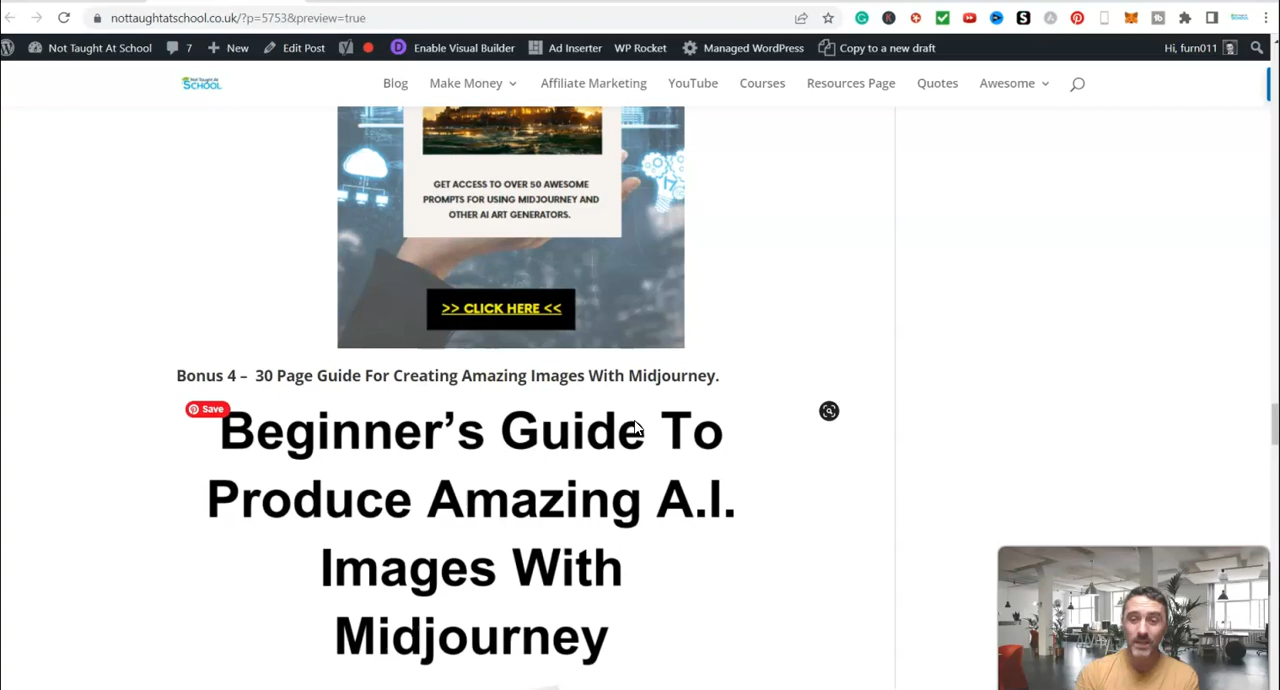 nottaughtatschool.co.uk/?p=5753&preview=true
Not Taught At School 7 New Edit Post Enable Visual Builder Ad Inserter WP Rocket Managed WordPress Copy to a new draft Hi, furn011
Not Taught At SCHOOL Blog Make Money Affiliate Marketing YouTube Courses Resources Page Quotes Awesome
GET ACCESS TO OVER 50 AWESOME
PROMPTS FOR USING MIDJOURNEY AND
OTHER AI ART GENERATORS.
>> CLICK HERE <<
Bonus 4 – 30 Page Guide For Creating Amazing Images With Midjourney.
Save
Beginner's Guide To
Produce Amazing A.I.
Images With
Midjourney